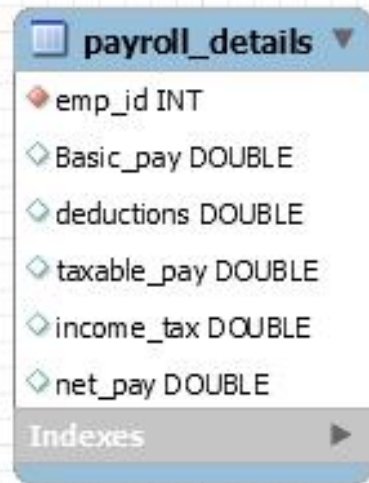 payroll_details
emp_id INT
Basic_pay DOUBLE
deductions DOUBLE
taxable_pay DOUBLE
income_tax DOUBLE
net_pay DOUBLE
Indexes